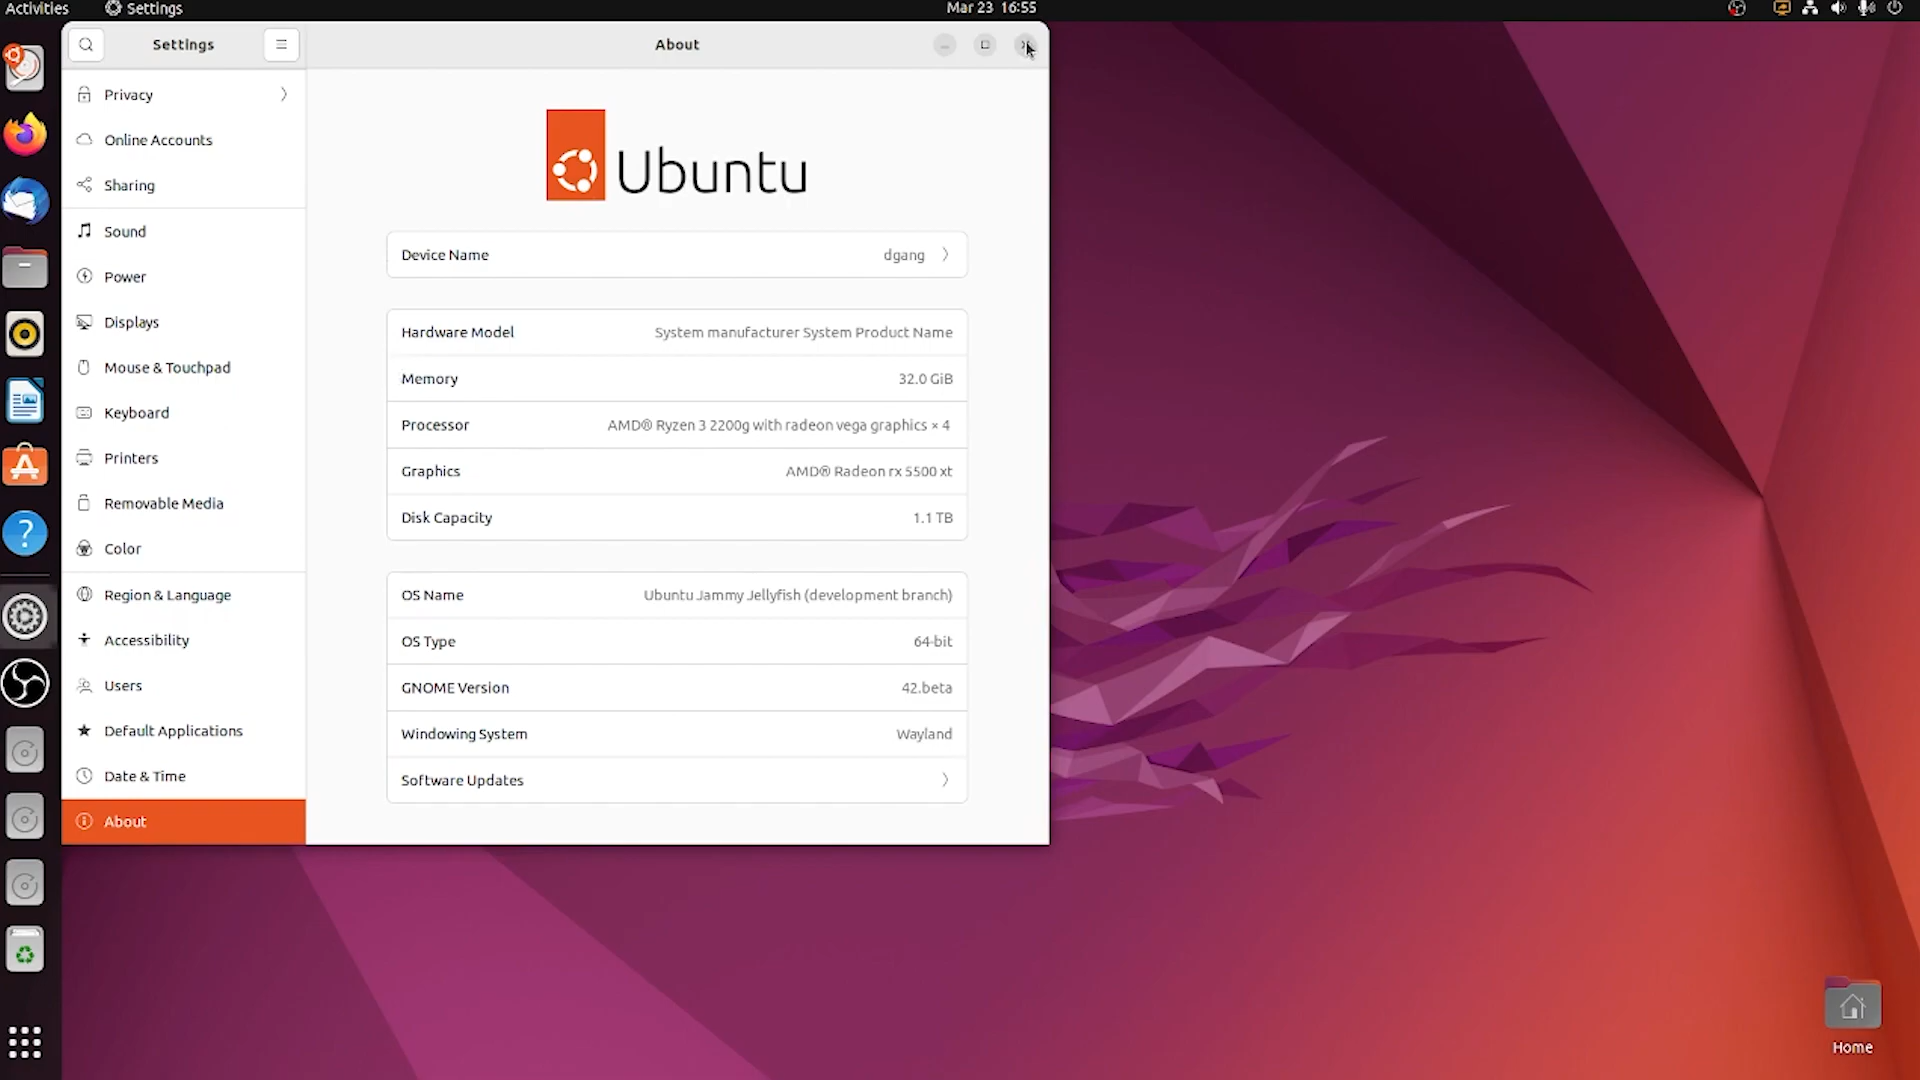 Activities Settings Mar 23 16:55
Settings About
Privacy
Online Accounts
Sharing
Sound
Power
Displays
Mouse & Touchpad
Keyboard
Printers
Removable Media
Color
Region & Language
Accessibility
Users
Default Applications
Date & Time
About
Ubuntu
Device Name dgang
Hardware Model System manufacturer System Product Name
Memory 32.0 GiB
Processor AMD® Ryzen 3 2200g with radeon vega graphics × 4
Graphics AMD® Radeon rx 5500 xt
Disk Capacity 1.1 TB
OS Name Ubuntu Jammy Jellyfish (development branch)
OS Type 64-bit
GNOME Version 42.beta
Windowing System Wayland
Software Updates
Home